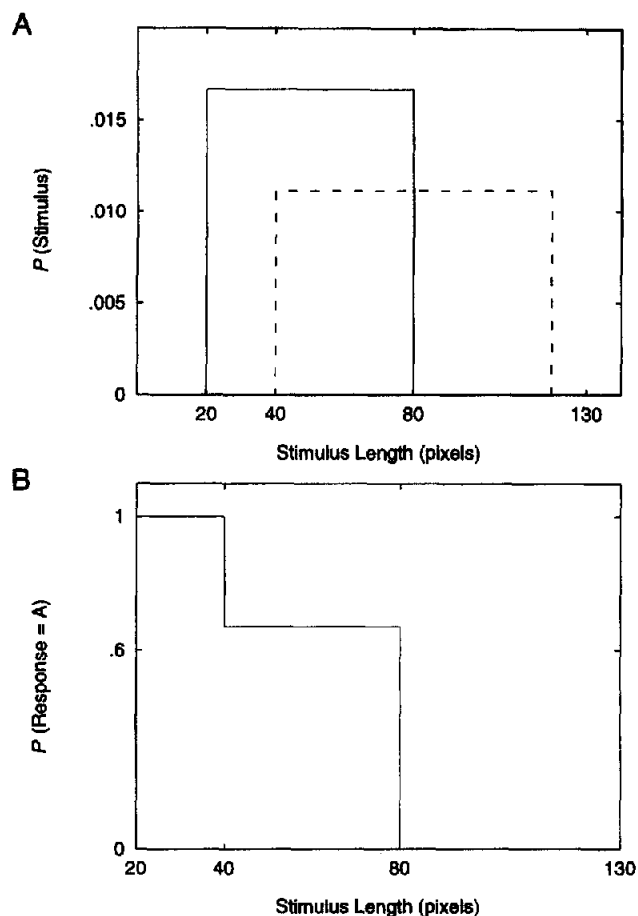 A
P (Stimulus)
.015
.010
.005
0
20 40 80 130
Stimulus Length (pixels)
B
P (Response = A)
1
.6
0
20 40 80 130
Stimulus Length (pixels)